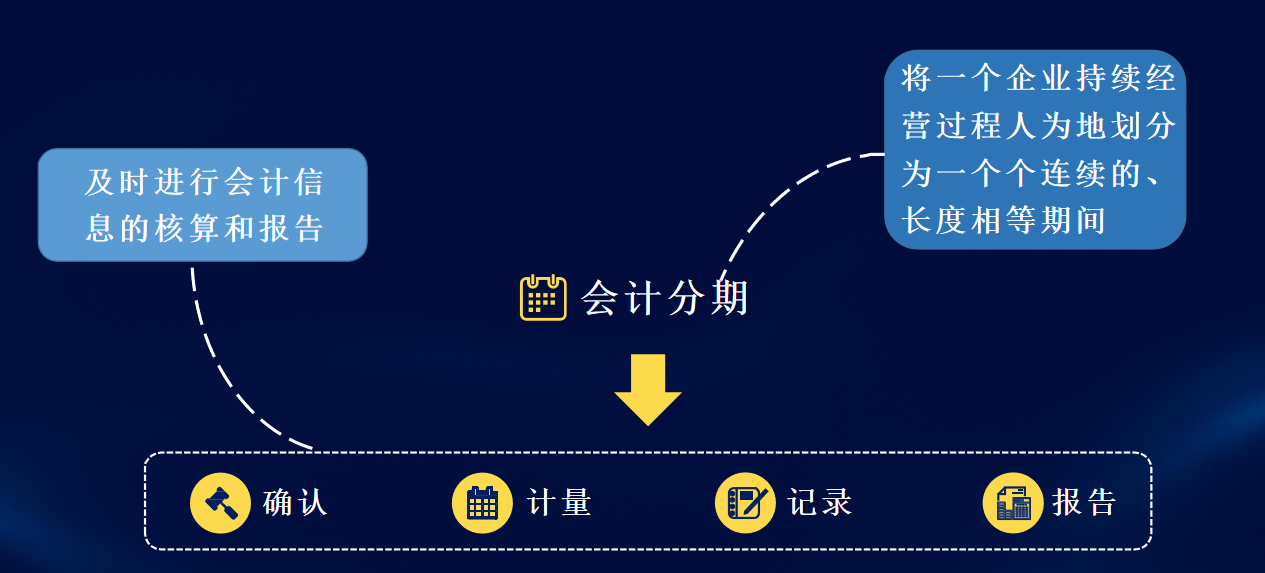 将一个企业持续经
营过程人为地划分
为一个个连续的、
长度相等期间
及时进行会计信
息的核算和报告
会计分期
确认
计量
记录
报告